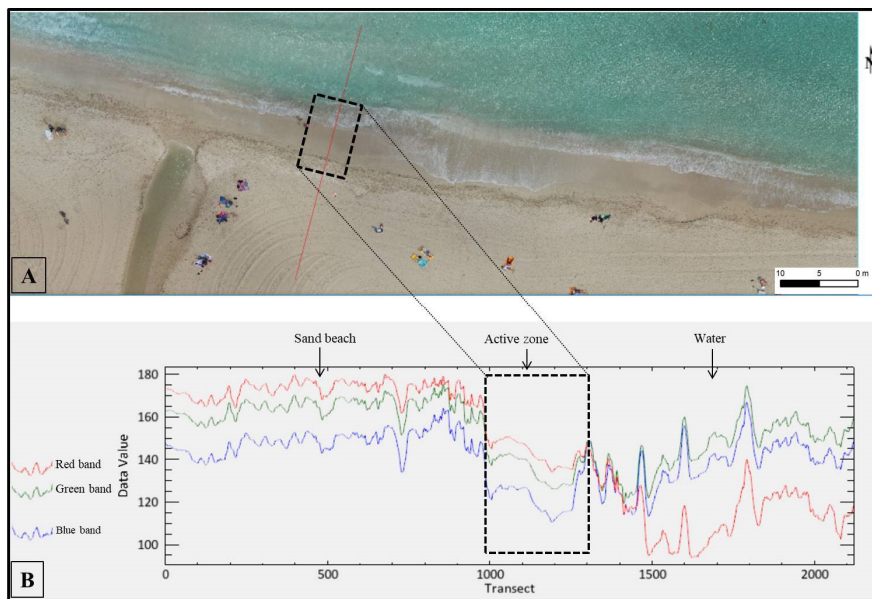 N
A
10 5 0 m
Sand beach
Active zone
Water
180
160
140
120
100
Data Value
Red band
Green band
Blue band
0 500 1000 1500 2000
Transect
B